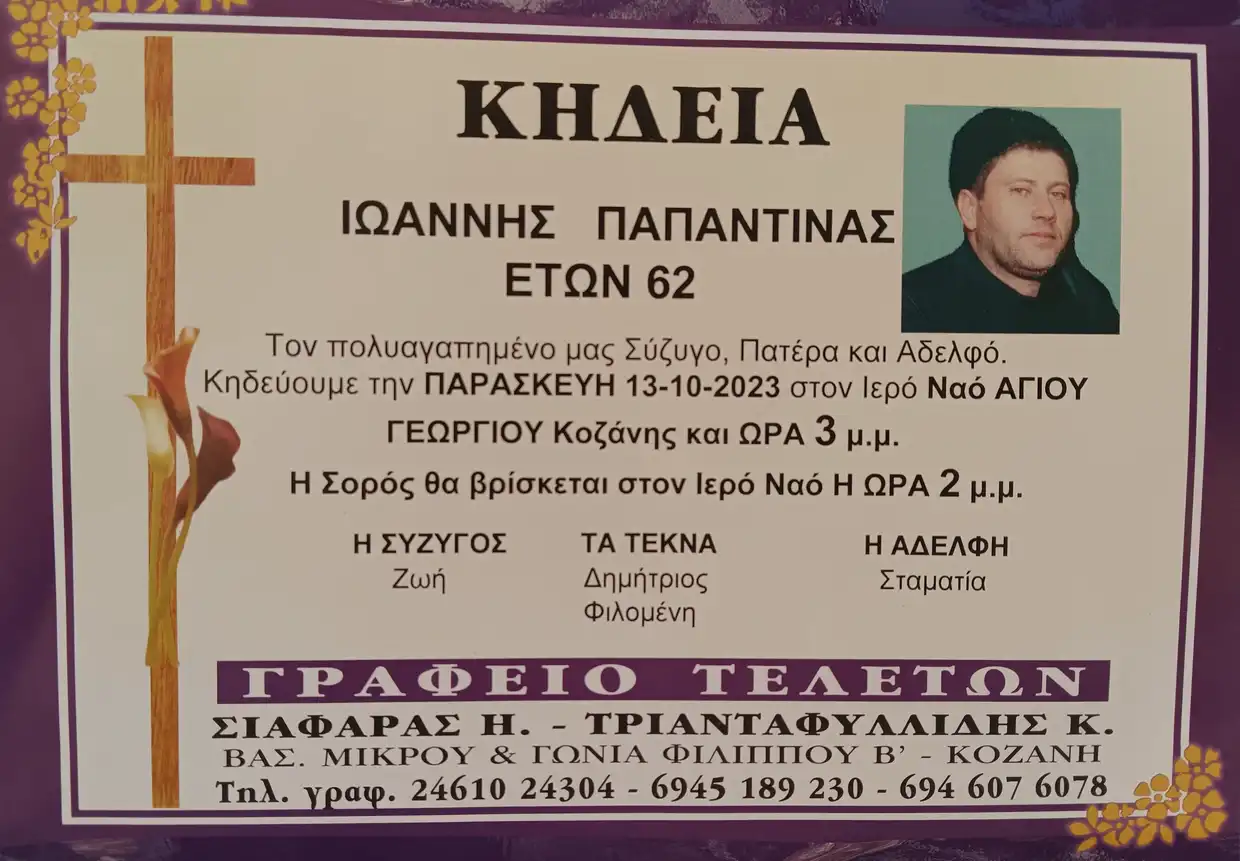 ΚΗΔΕΙΑ
ΙΩΑΝΝΗΣ ΠΑΠΑΝΤΙΝΑΣ
ΕΤΩΝ 62
Τον πολυαγαπημένο μας Σύζυγο, Πατέρα και Αδελφό.
Κηδεύουμε την ΠΑΡΑΣΚΕΥΗ 13-10-2023 στον Ιερό Ναό ΑΓΙΟΥ
ΓΕΩΡΓΙΟΥ Κοζάνης και ΩΡΑ 3 μ.μ.
Η Σορός θα βρίσκεται στον Ιερό Ναό Η ΩΡΑ 2 μ.μ.
Η ΣΥΖΥΓΟΣ ΤΑ ΤΕΚΝΑ Η ΑΔΕΛΦΗ
Ζωή Δημήτριος Σταματία
Φιλομένη
ΓΡΑΦΕΙΟ ΤΕΛΕΤΩΝ
ΣΙΑΦΑΡΑΣ Η. - ΤΡΙΑΝΤΑΦΥΛΛΙΔΗΣ Κ.
ΒΑΣ. ΜΙΚΡΟΥ & ΓΩΝΙΑ ΦΙΛΙΠΠΟΥ Β' - ΚΟΖΑΝΗ
Τηλ. γραφ. 24610 24304 - 6945 189 230 - 694 607 6078